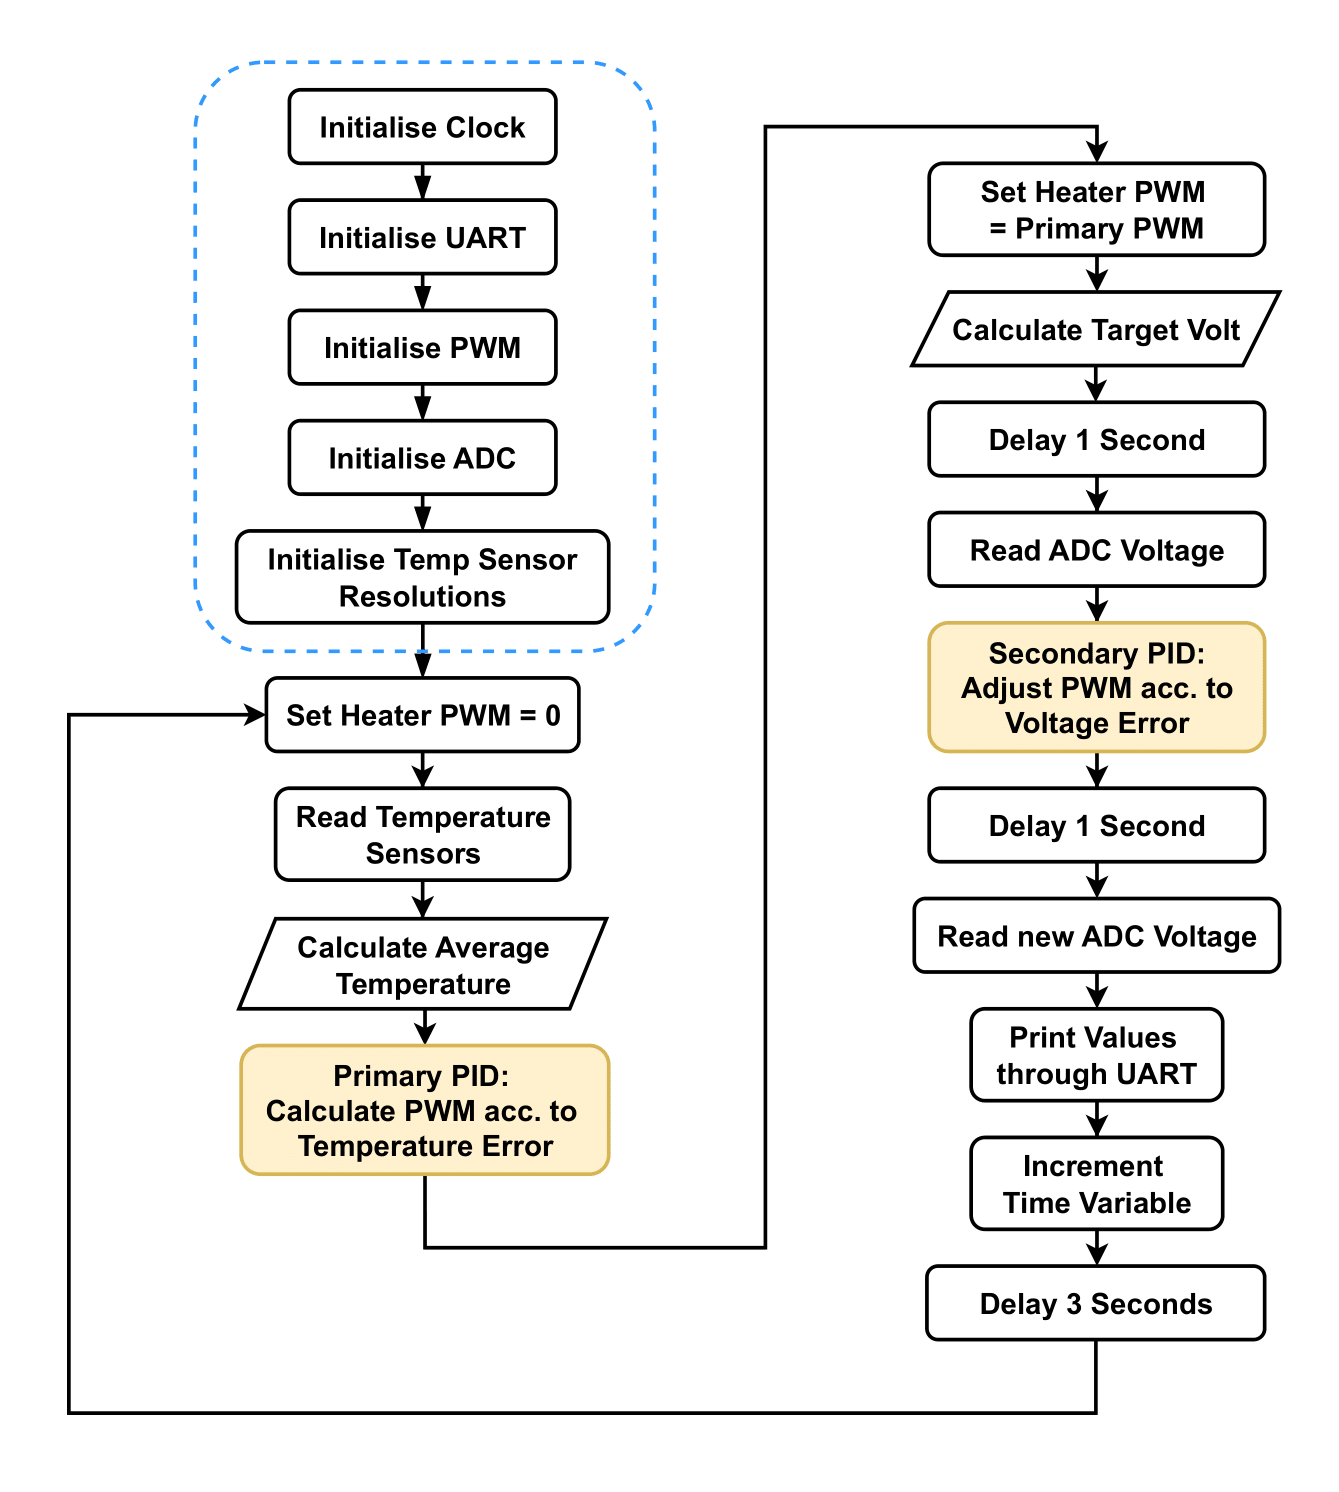 Initialise Clock
Initialise UART
Initialise PWM
Initialise ADC
Initialise Temp Sensor
Resolutions
Set Heater PWM = 0
Read Temperature
Sensors
Calculate Average
Temperature
Primary PID:
Calculate PWM acc. to
Temperature Error
Set Heater PWM
= Primary PWM
Calculate Target Volt
Delay 1 Second
Read ADC Voltage
Secondary PID:
Adjust PWM acc. to
Voltage Error
Delay 1 Second
Read new ADC Voltage
Print Values
through UART
Increment
Time Variable
Delay 3 Seconds